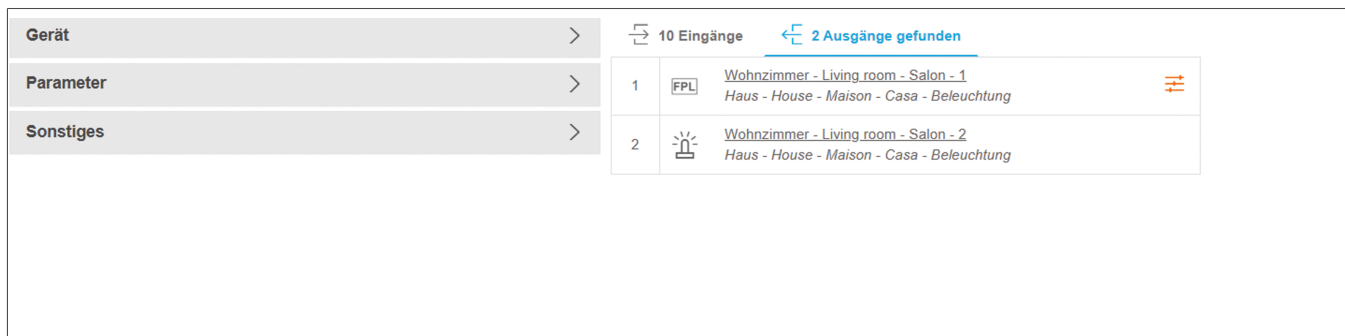 Gerät
Parameter
Sonstiges
10 Eingänge
2 Ausgänge gefunden
1
FPL
Wohnzimmer - Living room - Salon - 1
Haus - House - Maison - Casa - Beleuchtung
2
Wohnzimmer - Living room - Salon - 2
Haus - House - Maison - Casa - Beleuchtung